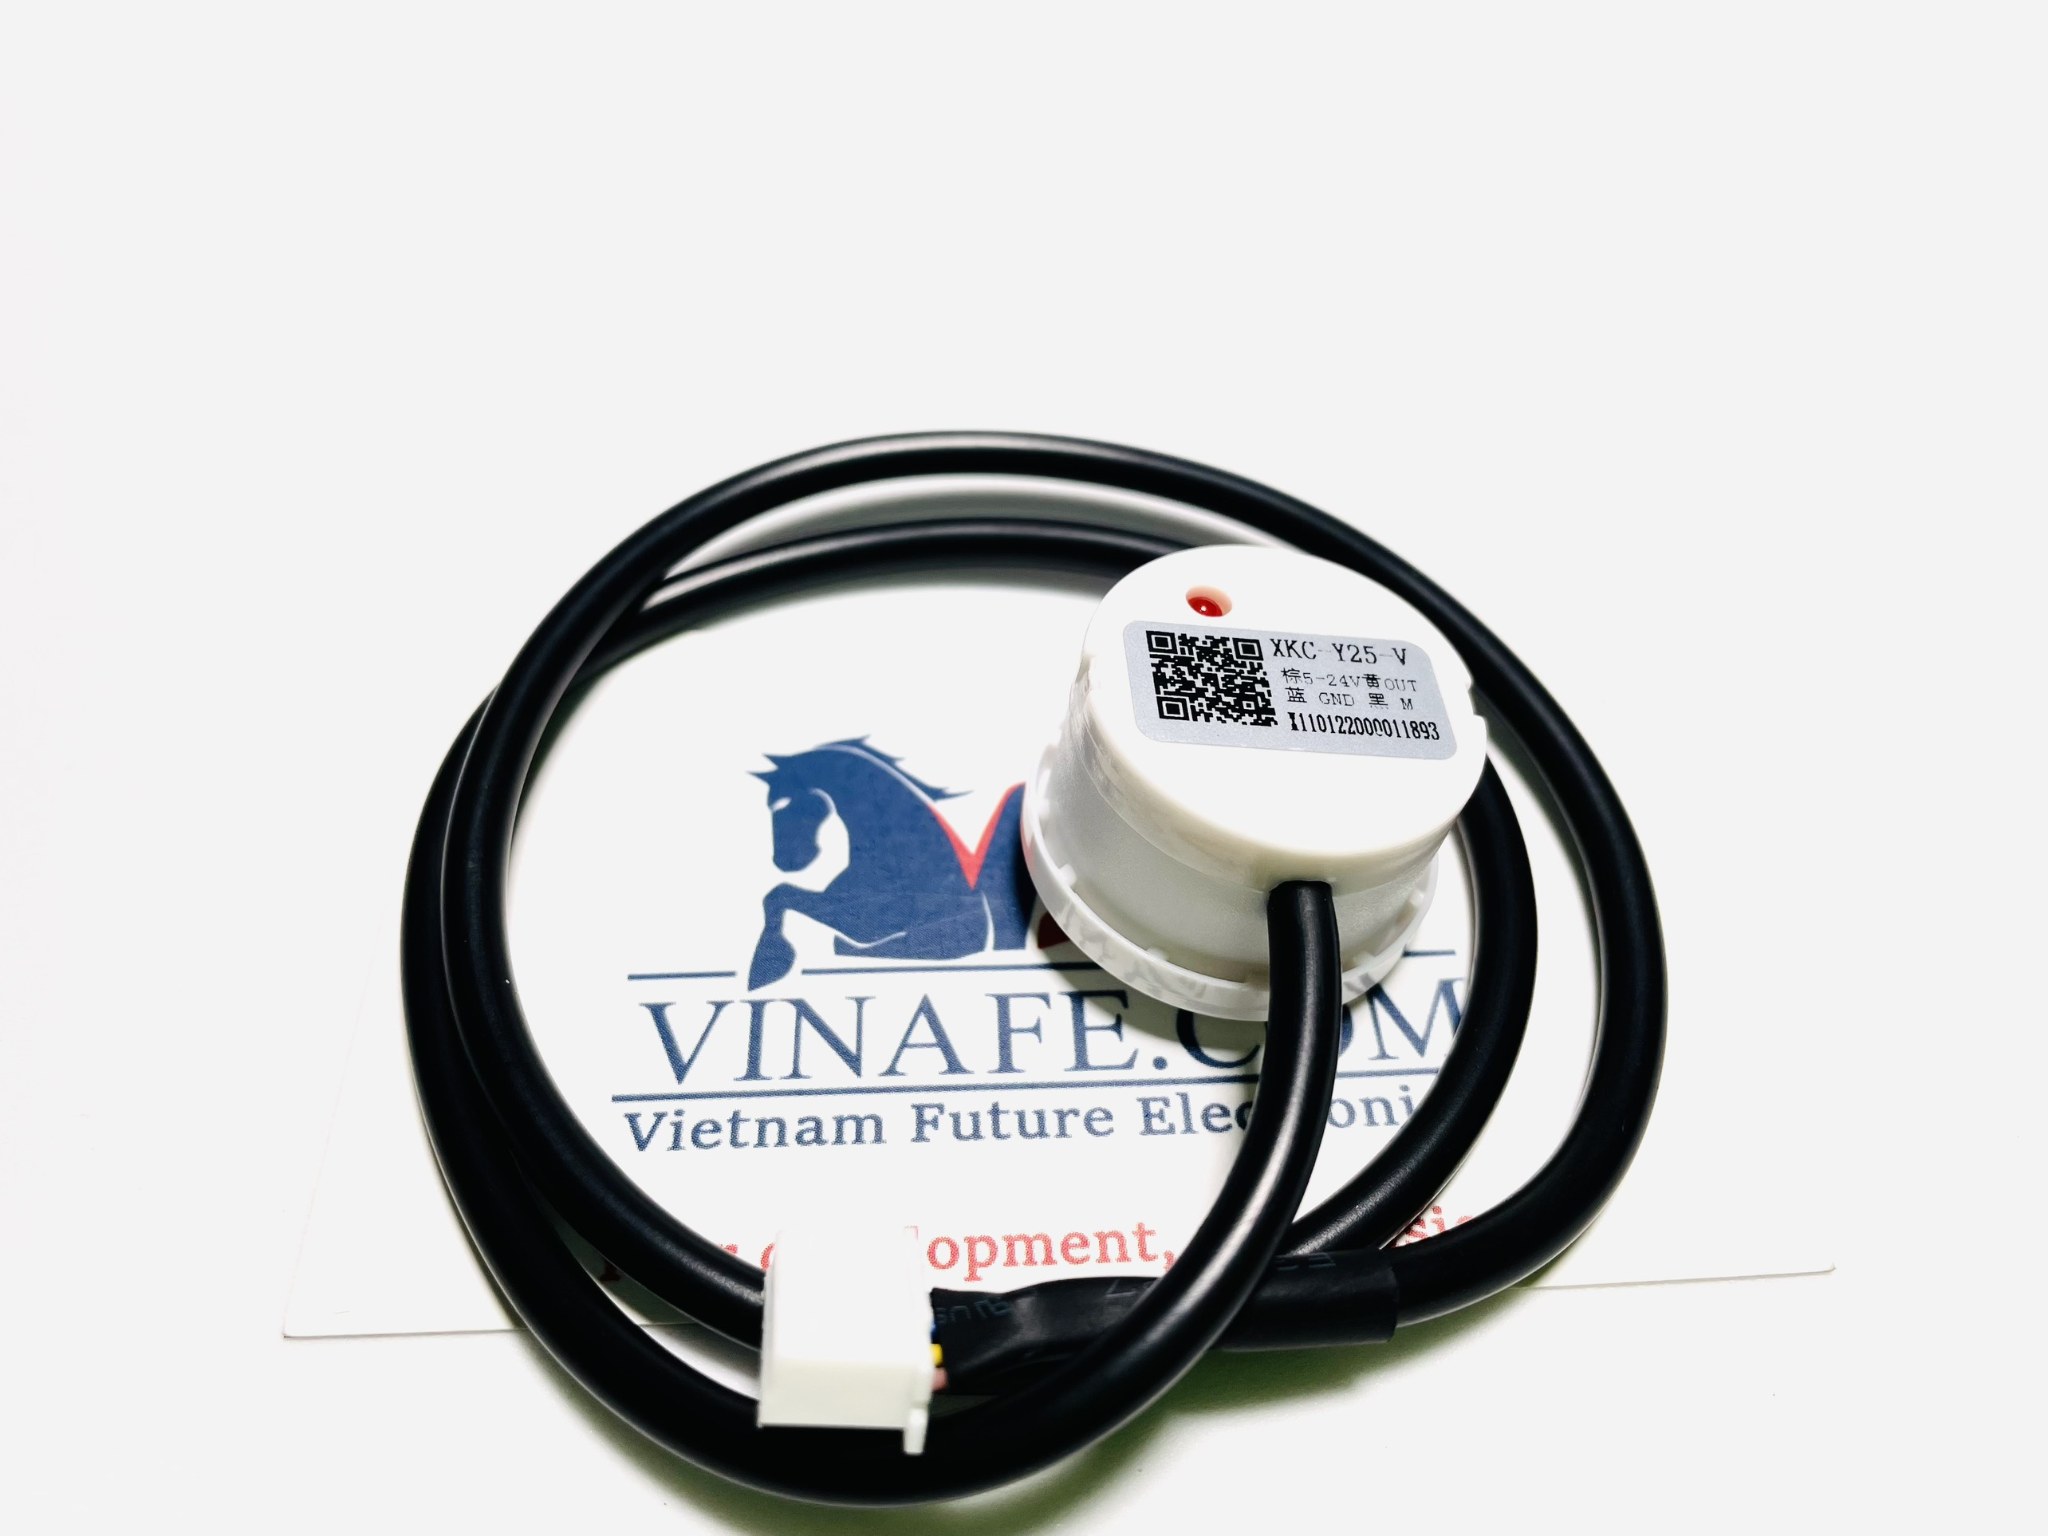 XKC-Y25-V
棕5-24V黄OUT
蓝 GND 黑 M
X110122000011893
VINAFE.COM
Vietnam Future
opment,